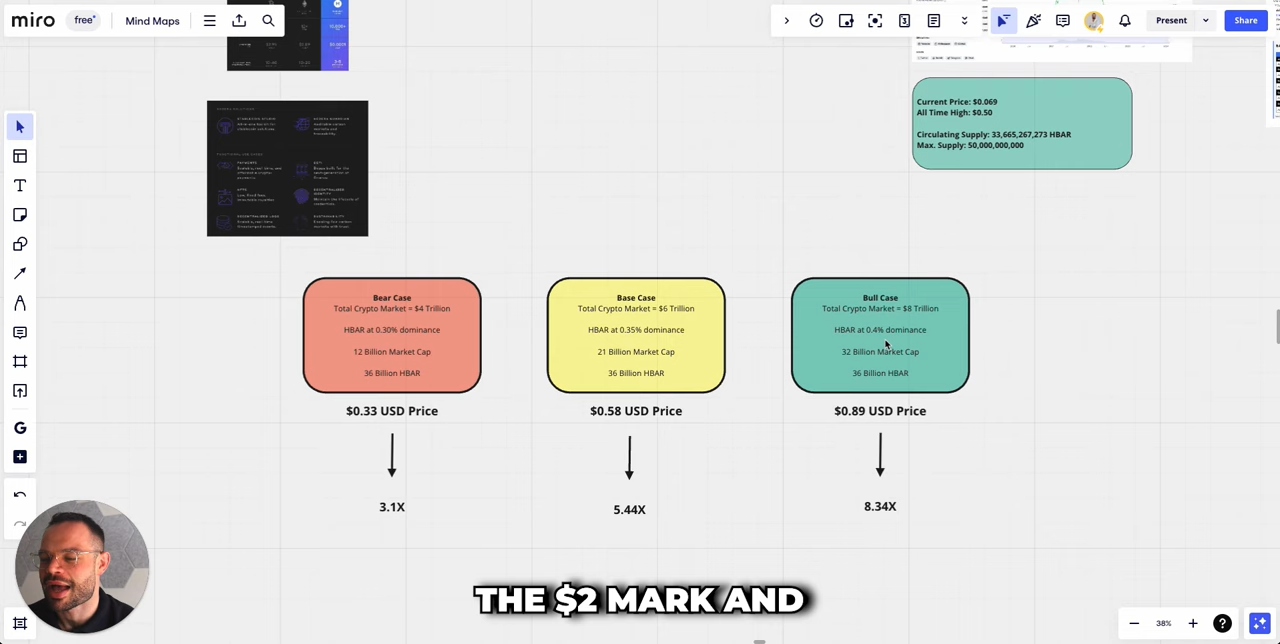 miro
free
Mind Maps
Present
Share
Current Price: $0.069
All Time High: $0.50
Circulating Supply: 33,665,267,273 HBAR
Max. Supply: 50,000,000,000
Bear Case
Total Crypto Market = $4 Trillion
HBAR at 0.30% dominance
12 Billion Market Cap
36 Billion HBAR
$0.33 USD Price
3.1X
Base Case
Total Crypto Market = $6 Trillion
HBAR at 0.35% dominance
21 Billion Market Cap
36 Billion HBAR
$0.58 USD Price
5.44X
Bull Case
Total Crypto Market = $8 Trillion
HBAR at 0.4% dominance
32 Billion Market Cap
36 Billion HBAR
$0.89 USD Price
8.34X
THE $2 MARK AND
38%